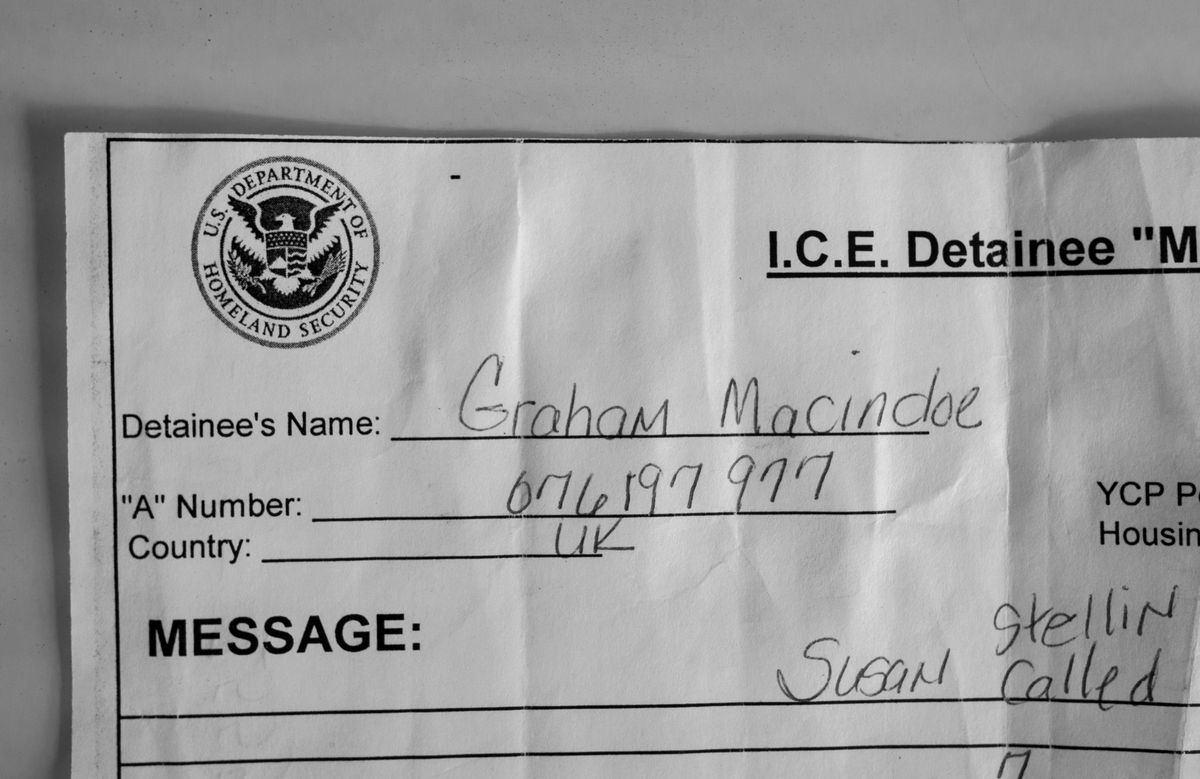 U.S. DEPARTMENT OF HOMELAND SECURITY
I.C.E. Detainee "M
Detainee's Name: Graham Macindoe
"A" Number: 076197977
YCP P
Country: UK
Housin
MESSAGE:
Stellin
Susan Called